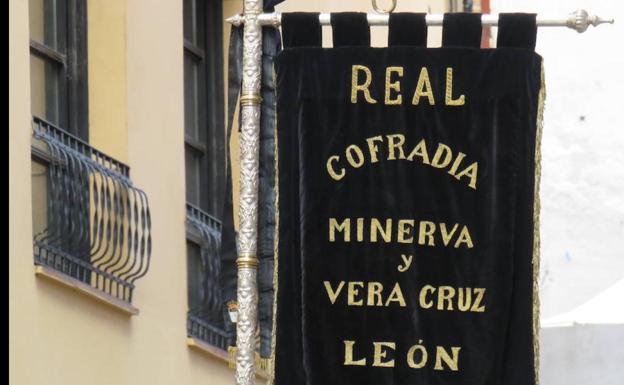 REAL
COFRADIA
MINERVA
y
VERA CRUZ
LEÓN